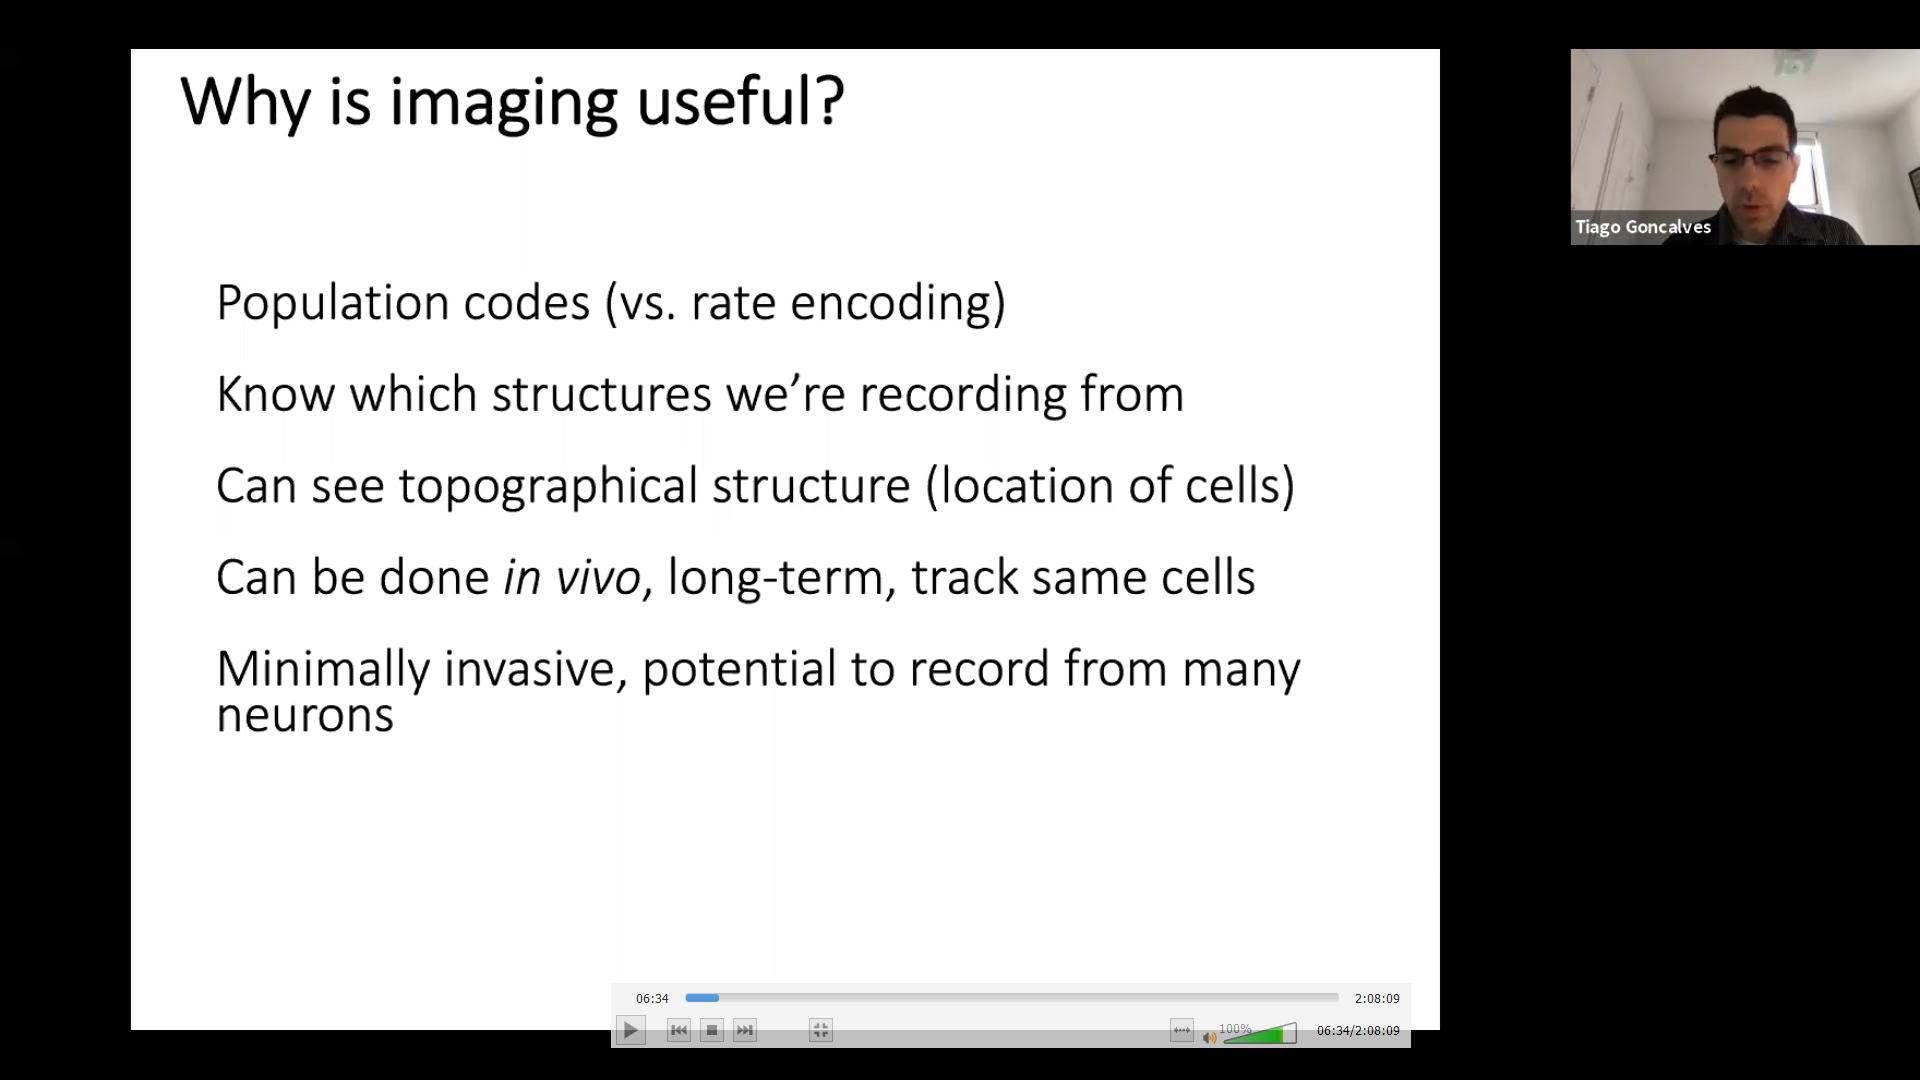 Why is imaging useful?
Tiago Goncalves
Population codes (vs. rate encoding)
Know which structures we’re recording from
Can see topographical structure (location of cells)
Can be done in vivo, long-term, track same cells
Minimally invasive, potential to record from many
neurons
06:34
2:08:09
100%
06:34/2:08:09